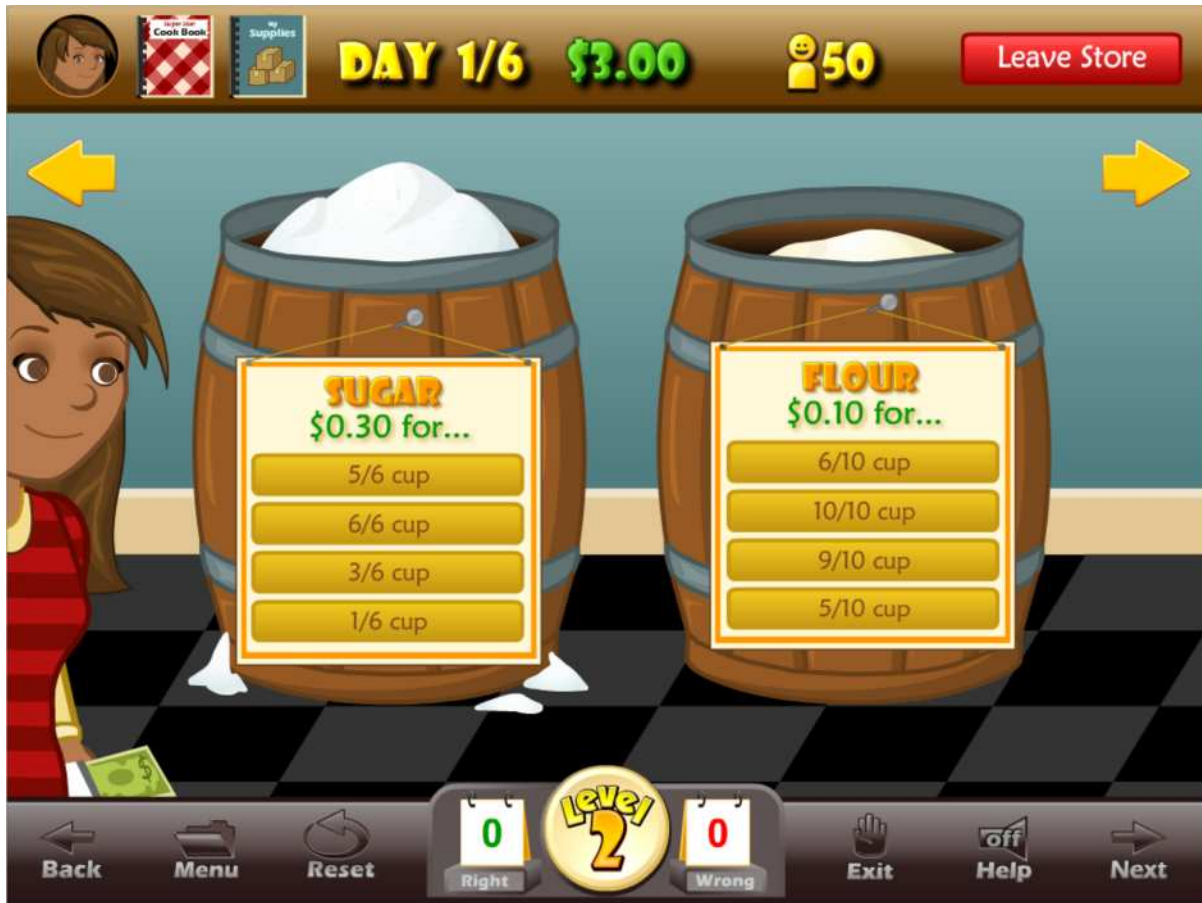 Super Star
Cook Book
My
Supplies
DAY 1/6
$3.00
50
Leave Store
SUGAR
$0.30 for...
5/6 cup
6/6 cup
3/6 cup
1/6 cup
FLOUR
$0.10 for...
6/10 cup
10/10 cup
9/10 cup
5/10 cup
Back
Menu
Reset
0
Right
Level
2
0
Wrong
Exit
off
Help
Next